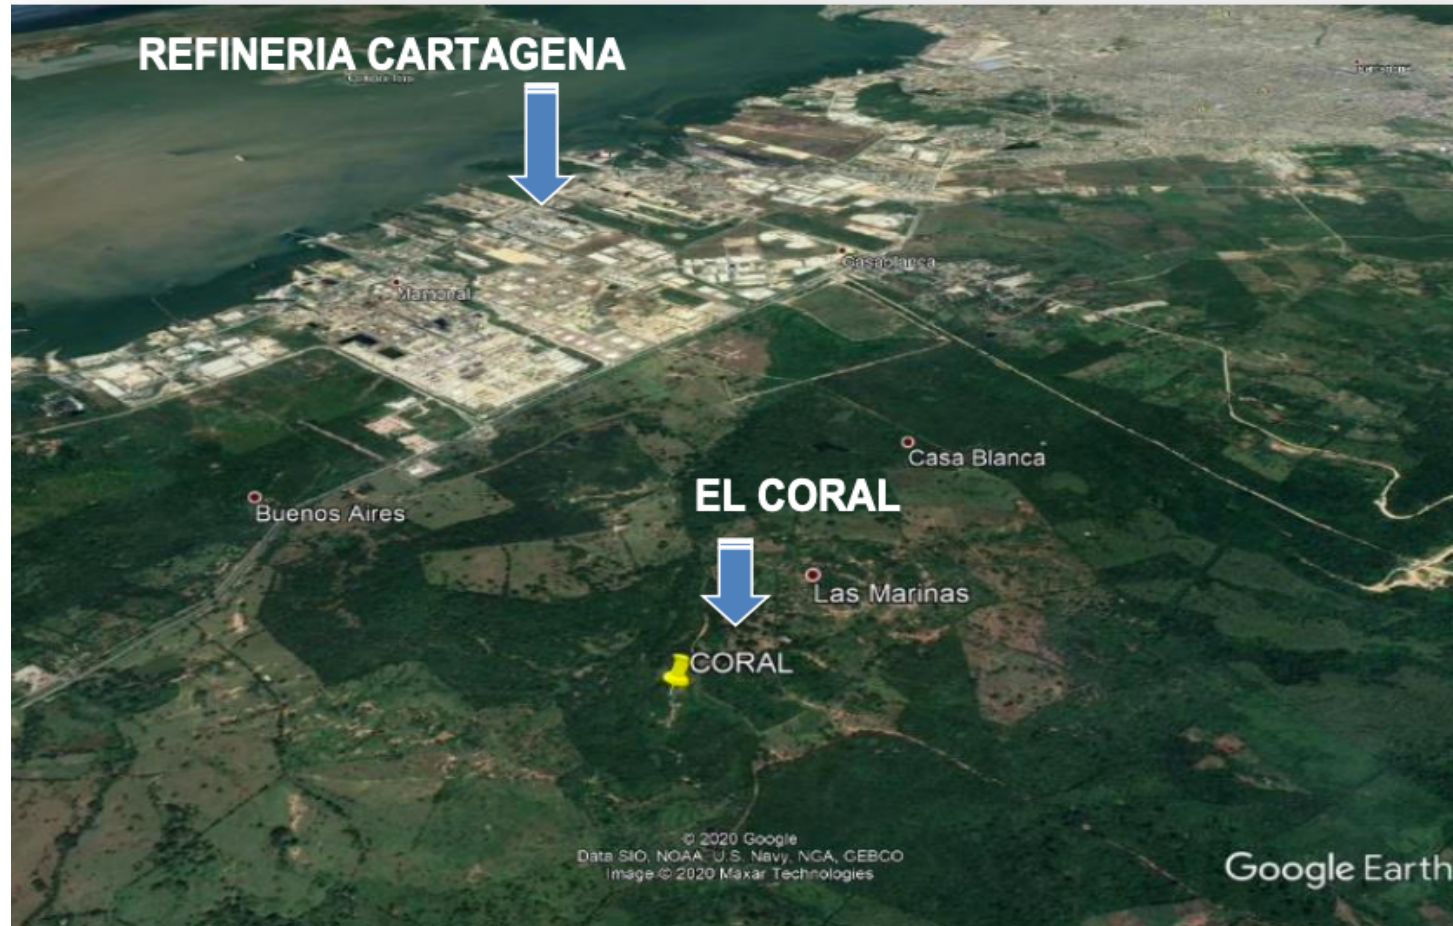 REFINERIA CARTAGENA
Casablanca
Mamonal
Casa Blanca
EL CORAL
Buenos Aires
Las Marinas
CORAL
© 2020 Google
Data SIO, NOAA, U.S. Navy, NGA, GEBCO
Image © 2020 Maxar Technologies
Google Earth